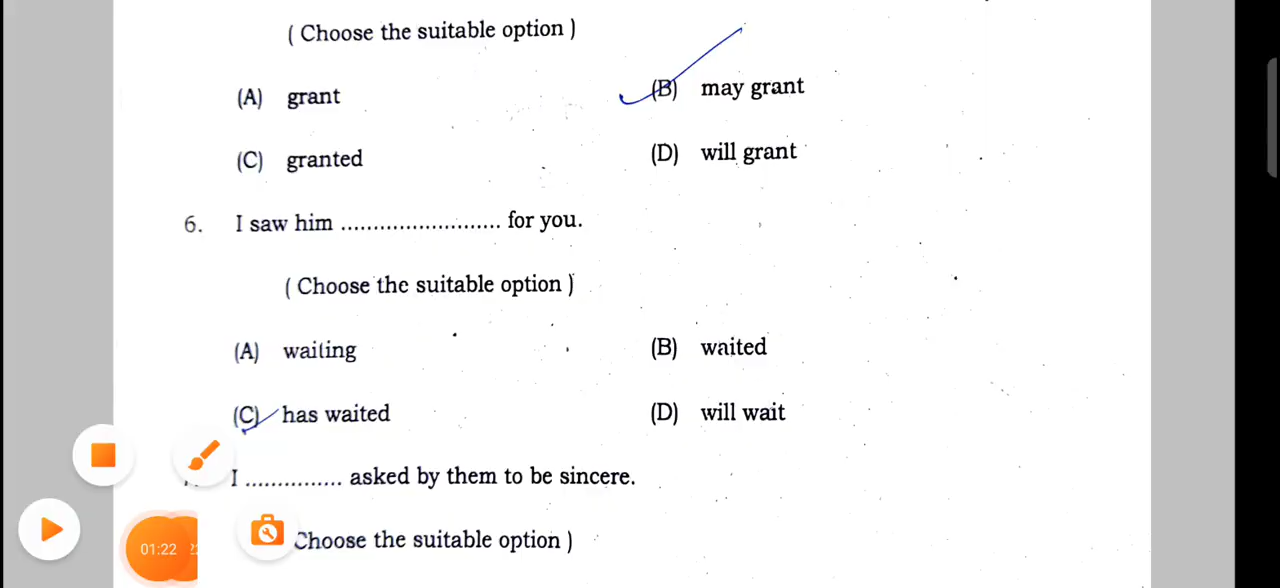 ( Choose the suitable option )
(A) grant (B) may grant
(C) granted (D) will grant
6. I saw him ......................... for you.
( Choose the suitable option )
(A) waiting (B) waited
(C) has waited (D) will wait
I ............... asked by them to be sincere.
Choose the suitable option )
01:22